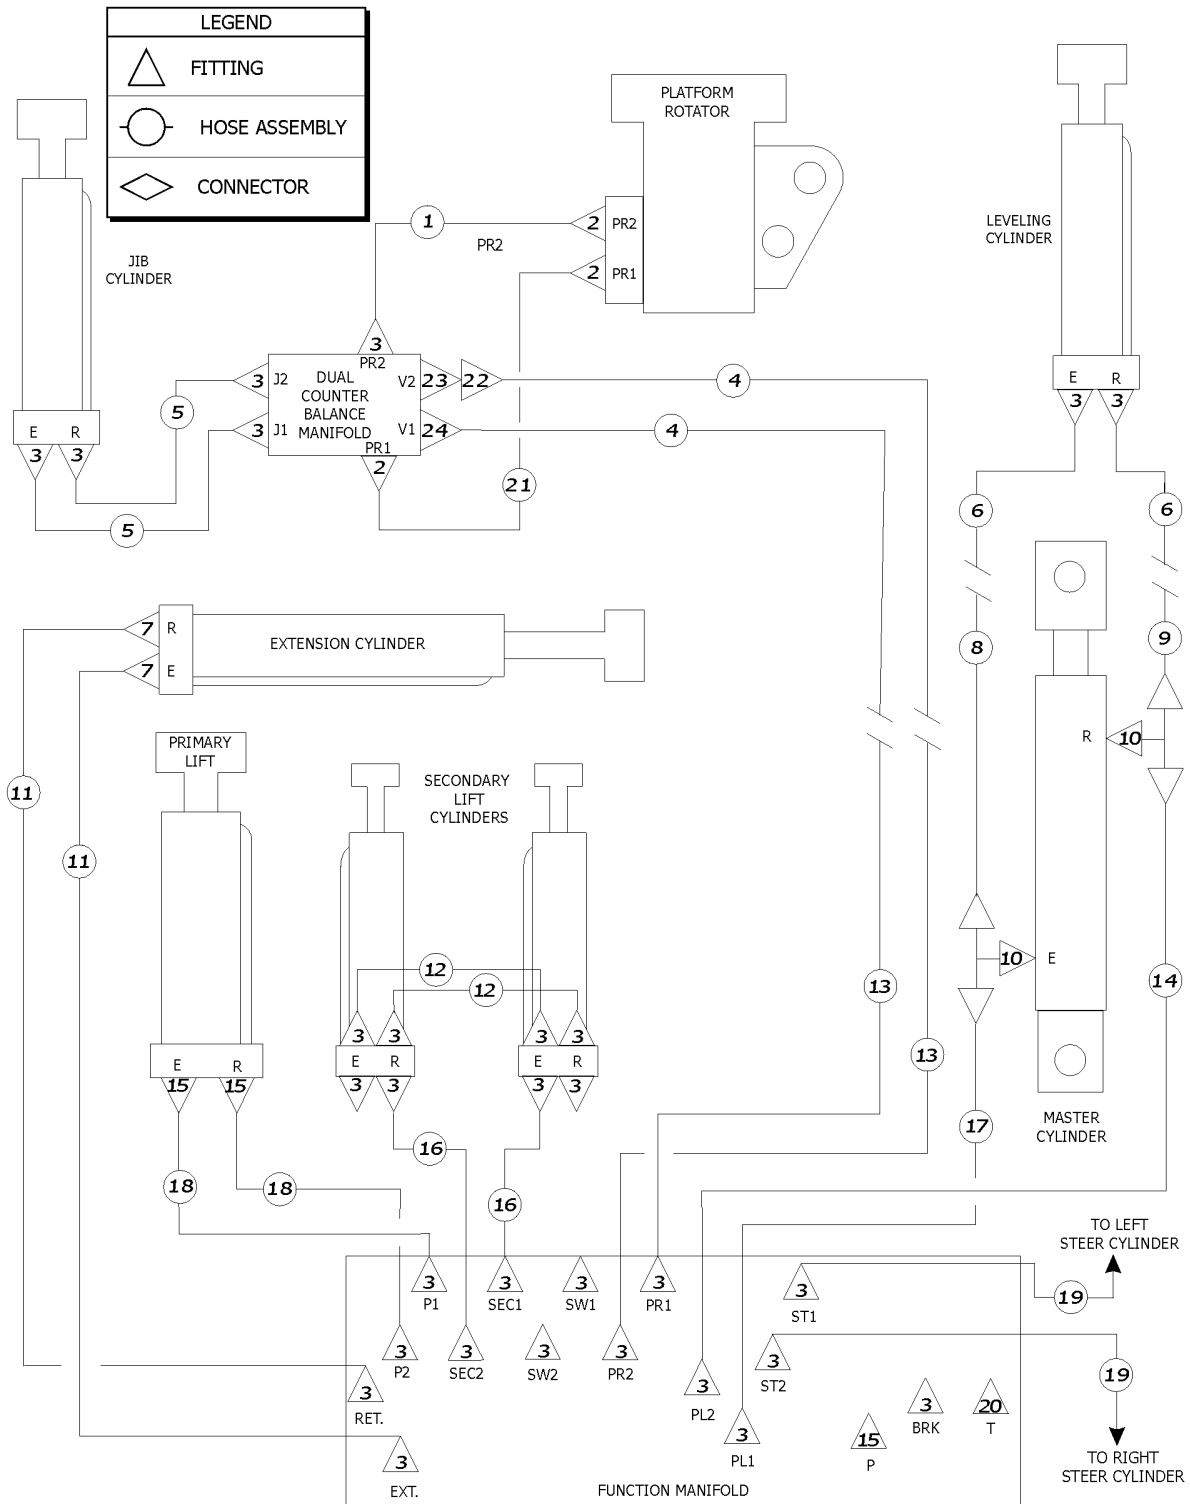 LEGEND
FITTING
HOSE ASSEMBLY
CONNECTOR
PLATFORM
ROTATOR
1
2
PR2
PR2
2
PR1
LEVELING
CYLINDER
JIB
CYLINDER
3
PR2
3
J2
DUAL
COUNTER
BALANCE
MANIFOLD
V2
23
22
4
E
R
3
3
5
3
J1
V1
24
4
PR1
2
E
R
3
3
21
5
6
6
7
R
EXTENSION CYLINDER
7
E
8
9
R
10
PRIMARY
LIFT
SECONDARY
LIFT
CYLINDERS
11
11
12
12
10
E
13
14
3
3
3
3
E
R
E
R
E
R
15
15
3
3
3
3
13
17
MASTER
CYLINDER
16
18
18
16
TO LEFT
STEER CYLINDER
3
P1
3
SEC1
3
SW1
3
PR1
3
ST1
19
3
P2
3
SEC2
3
SW2
3
PR2
3
ST2
19
3
RET.
3
PL2
3
BRK
20
T
3
PL1
15
P
3
EXT.
TO RIGHT
STEER CYLINDER
FUNCTION MANIFOLD